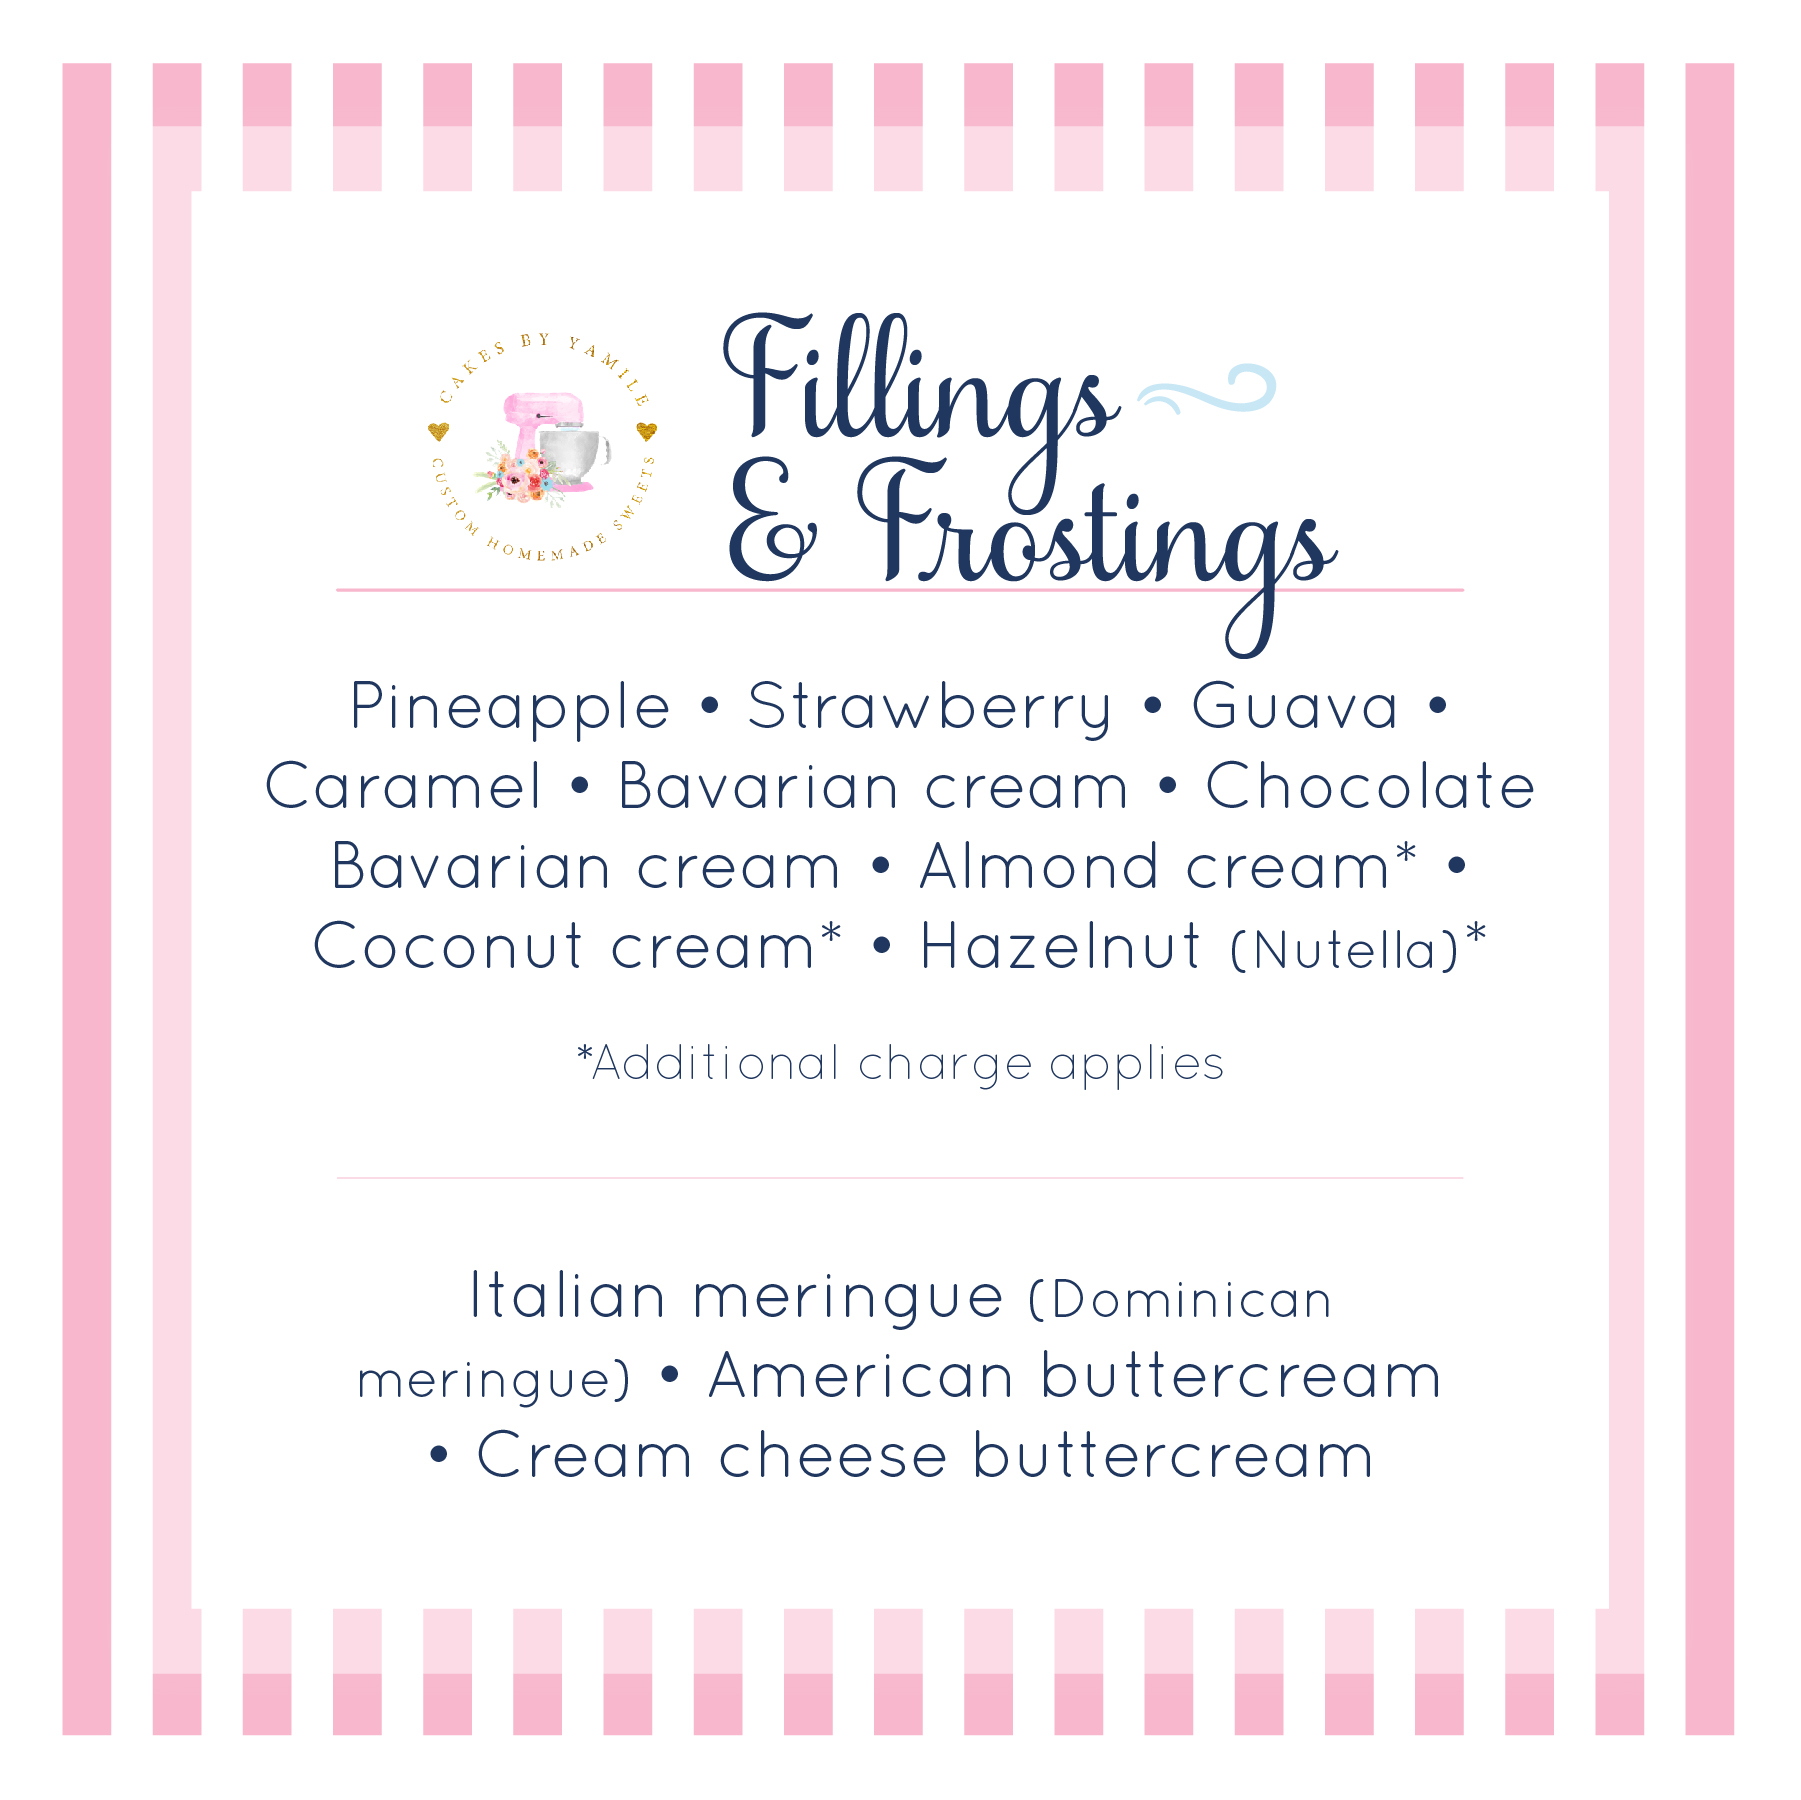 CAKES BY YAMILE
CUSTOM HOMEMADE SWEETS
Fillings
& Frostings
Pineapple • Strawberry • Guava •
Caramel • Bavarian cream • Chocolate
Bavarian cream • Almond cream* •
Coconut cream* • Hazelnut (Nutella)*
*Additional charge applies
Italian meringue (Dominican
meringue) • American buttercream
• Cream cheese buttercream